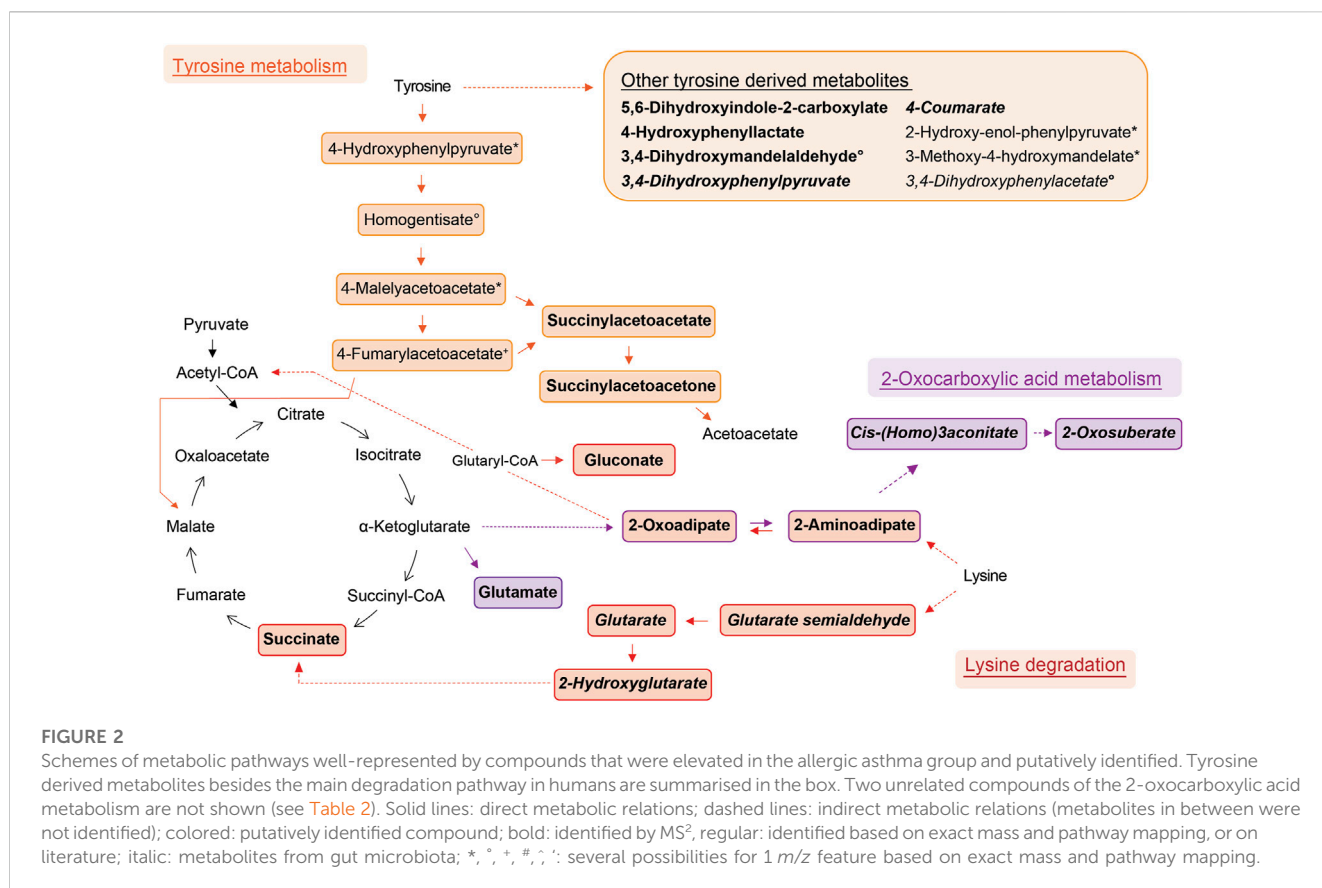 Tyrosine metabolism
Tyrosine
Other tyrosine derived metabolites
5,6-Dihydroxyindole-2-carboxylate 4-Coumarate
4-Hydroxyphenyllactate 2-Hydroxy-enol-phenylpyruvate*
3,4-Dihydroxymandelaldehyde° 3-Methoxy-4-hydroxymandelate*
3,4-Dihydroxyphenylpyruvate 3,4-Dihydroxyphenylacetate°
4-Hydroxyphenylpyruvate*
Homogentisate°
4-Malelyacetoacetate*
Succinylacetoacetate
Pyruvate
4-Fumarylacetoacetate⁺
Acetyl-CoA
2-Oxocarboxylic acid metabolism
Succinylacetoacetone
Citrate
Acetoacetate
Cis-(Homo)3aconitate 2-Oxosuberate
Oxaloacetate Isocitrate
Glutaryl-CoA Gluconate
Malate α-Ketoglutarate 2-Oxoadipate 2-Aminoadipate
Lysine
Fumarate Succinyl-CoA Glutamate
Glutarate Glutarate semialdehyde
Succinate
Lysine degradation
2-Hydroxyglutarate
FIGURE 2
Schemes of metabolic pathways well-represented by compounds that were elevated in the allergic asthma group and putatively identified. Tyrosine
derived metabolites besides the main degradation pathway in humans are summarised in the box. Two unrelated compounds of the 2-oxocarboxylic acid
metabolism are not shown (see Table 2). Solid lines: direct metabolic relations; dashed lines: indirect metabolic relations (metabolites in between were
not identified); colored: putatively identified compound; bold: identified by MS², regular: identified based on exact mass and pathway mapping, or on
literature; italic: metabolites from gut microbiota; *, °, ⁺, #, ^, ‘: several possibilities for 1 m/z feature based on exact mass and pathway mapping.